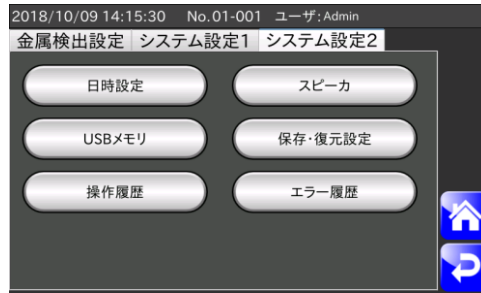 2018/10/09 14:15:30 No.01-001 ユーザ:Admin
金属検出設定 システム設定1 システム設定2
日時設定 スピーカ
USBメモリ 保存･復元設定
操作履歴 エラー履歴